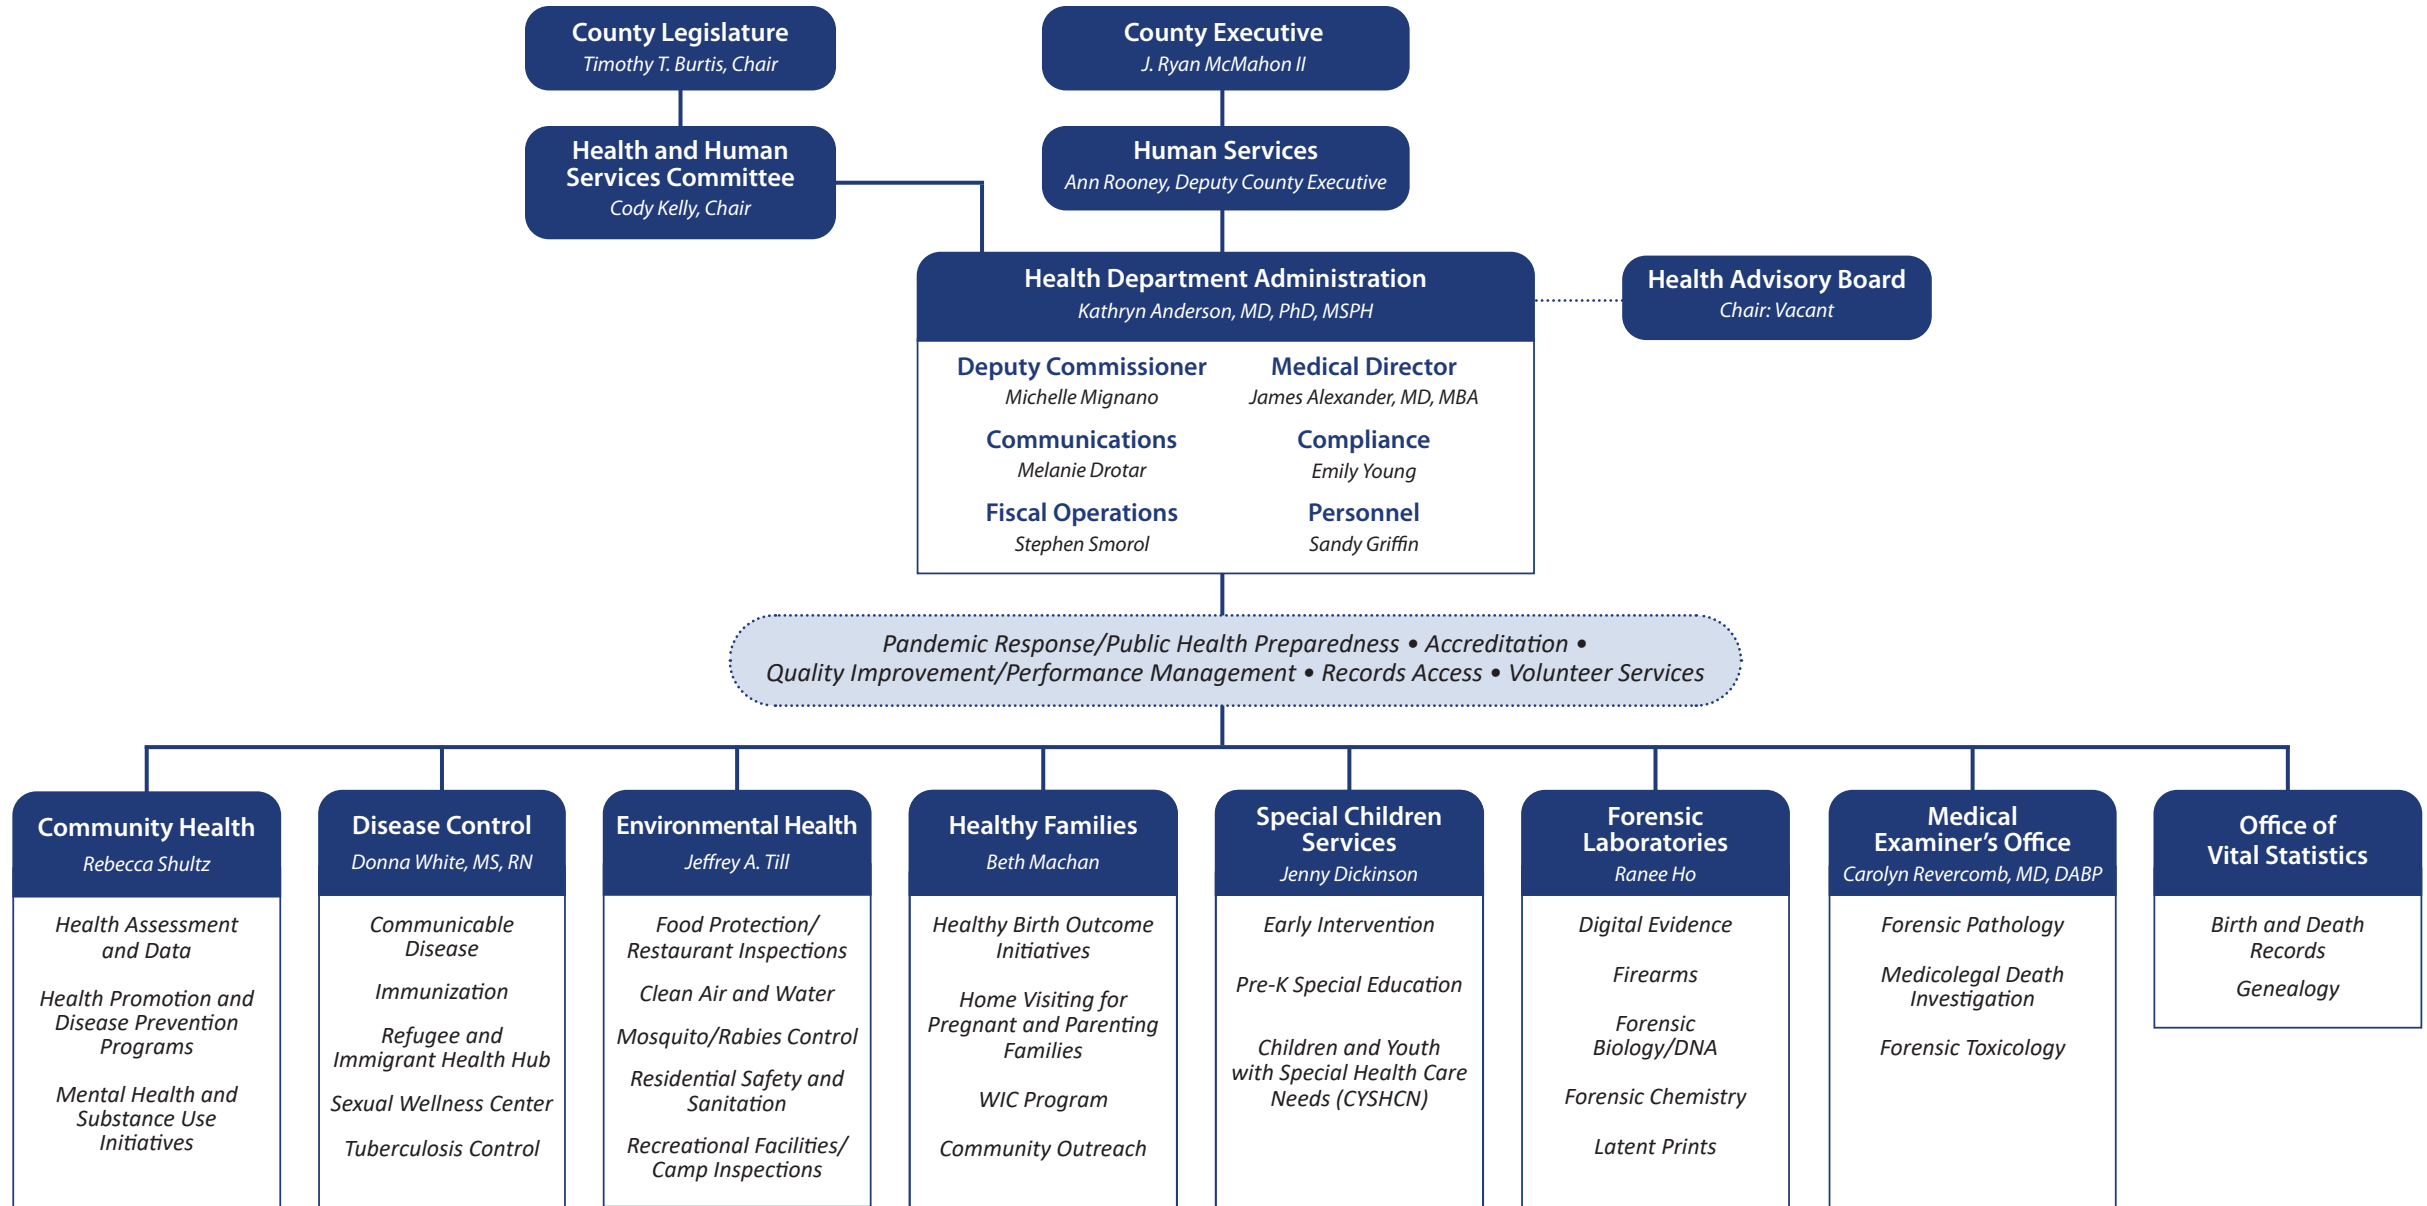 County Legislature
Timothy T. Burtis, Chair
County Executive
J. Ryan McMahon II
Health and Human
Services Committee
Cody Kelly, Chair
Human Services
Ann Rooney, Deputy County Executive
Health Department Administration
Kathryn Anderson, MD, PhD, MSPH
Health Advisory Board
Chair: Vacant
Deputy Commissioner
Michelle Mignano
Medical Director
James Alexander, MD, MBA
Communications
Melanie Drotar
Compliance
Emily Young
Fiscal Operations
Stephen Smorol
Personnel
Sandy Griffin
Pandemic Response/Public Health Preparedness • Accreditation •
Quality Improvement/Performance Management • Records Access • Volunteer Services
Community Health
Rebecca Shultz
Health Assessment
and Data
Health Promotion and
Disease Prevention
Programs
Mental Health and
Substance Use
Initiatives
Disease Control
Donna White, MS, RN
Communicable
Disease
Immunization
Refugee and
Immigrant Health Hub
Sexual Wellness Center
Tuberculosis Control
Environmental Health
Jeffrey A. Till
Food Protection/
Restaurant Inspections
Clean Air and Water
Mosquito/Rabies Control
Residential Safety and
Sanitation
Recreational Facilities/
Camp Inspections
Healthy Families
Beth Machan
Healthy Birth Outcome
Initiatives
Home Visiting for
Pregnant and Parenting
Families
WIC Program
Community Outreach
Special Children
Services
Jenny Dickinson
Early Intervention
Pre-K Special Education
Children and Youth
with Special Health Care
Needs (CYSHCN)
Forensic
Laboratories
Ranee Ho
Digital Evidence
Firearms
Forensic
Biology/DNA
Forensic Chemistry
Latent Prints
Medical
Examiner’s Office
Carolyn Revercomb, MD, DABP
Forensic Pathology
Medicolegal Death
Investigation
Forensic Toxicology
Office of
Vital Statistics
Birth and Death
Records
Genealogy